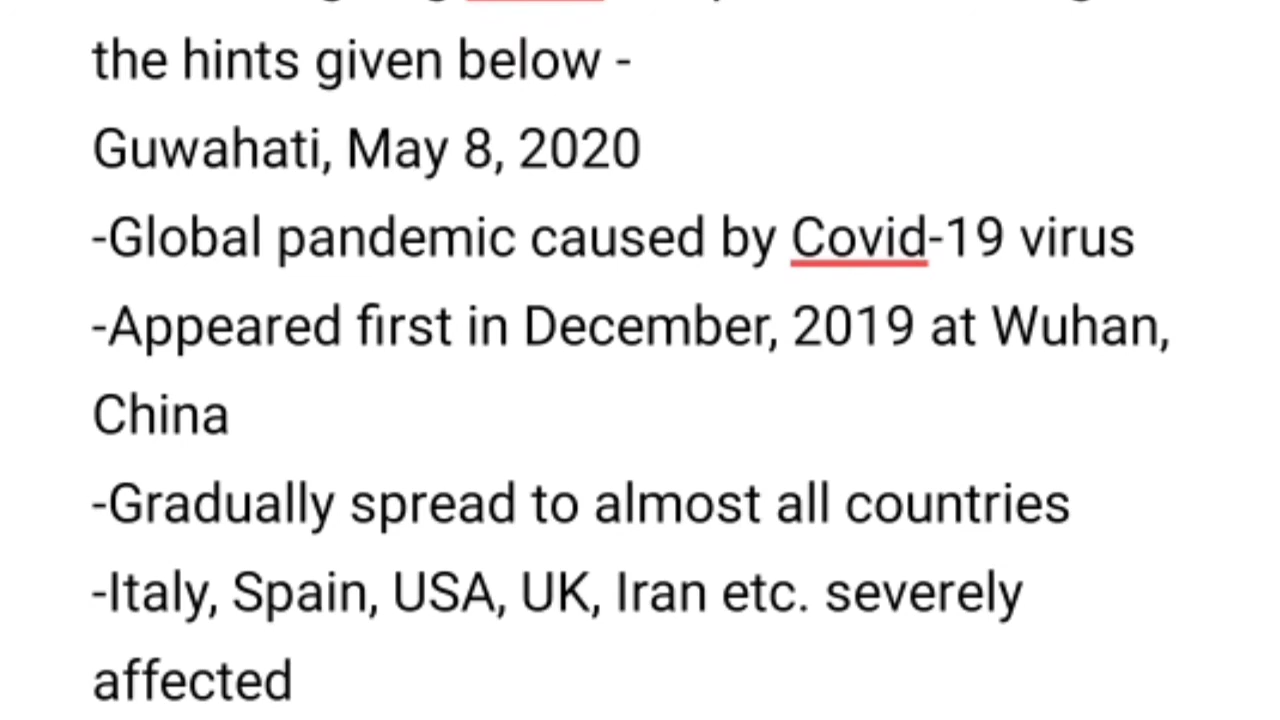 the hints given below -
Guwahati, May 8, 2020
-Global pandemic caused by Covid-19 virus
-Appeared first in December, 2019 at Wuhan,
China
-Gradually spread to almost all countries
-Italy, Spain, USA, UK, Iran etc. severely
affected